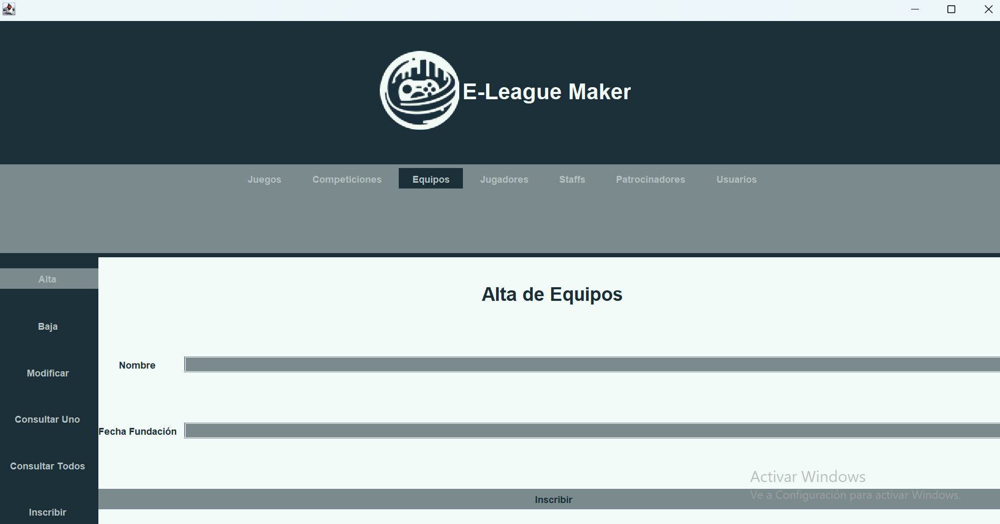 E-League Maker
Juegos Competiciones Equipos Jugadores Staffs Patrocinadores Usuarios
Alta
Baja
Modificar
Consultar Uno
Consultar Todos
Inscribir
Alta de Equipos
Nombre
Fecha Fundación
Inscribir
Activar Windows
Ve a Configuración para activar Windows.